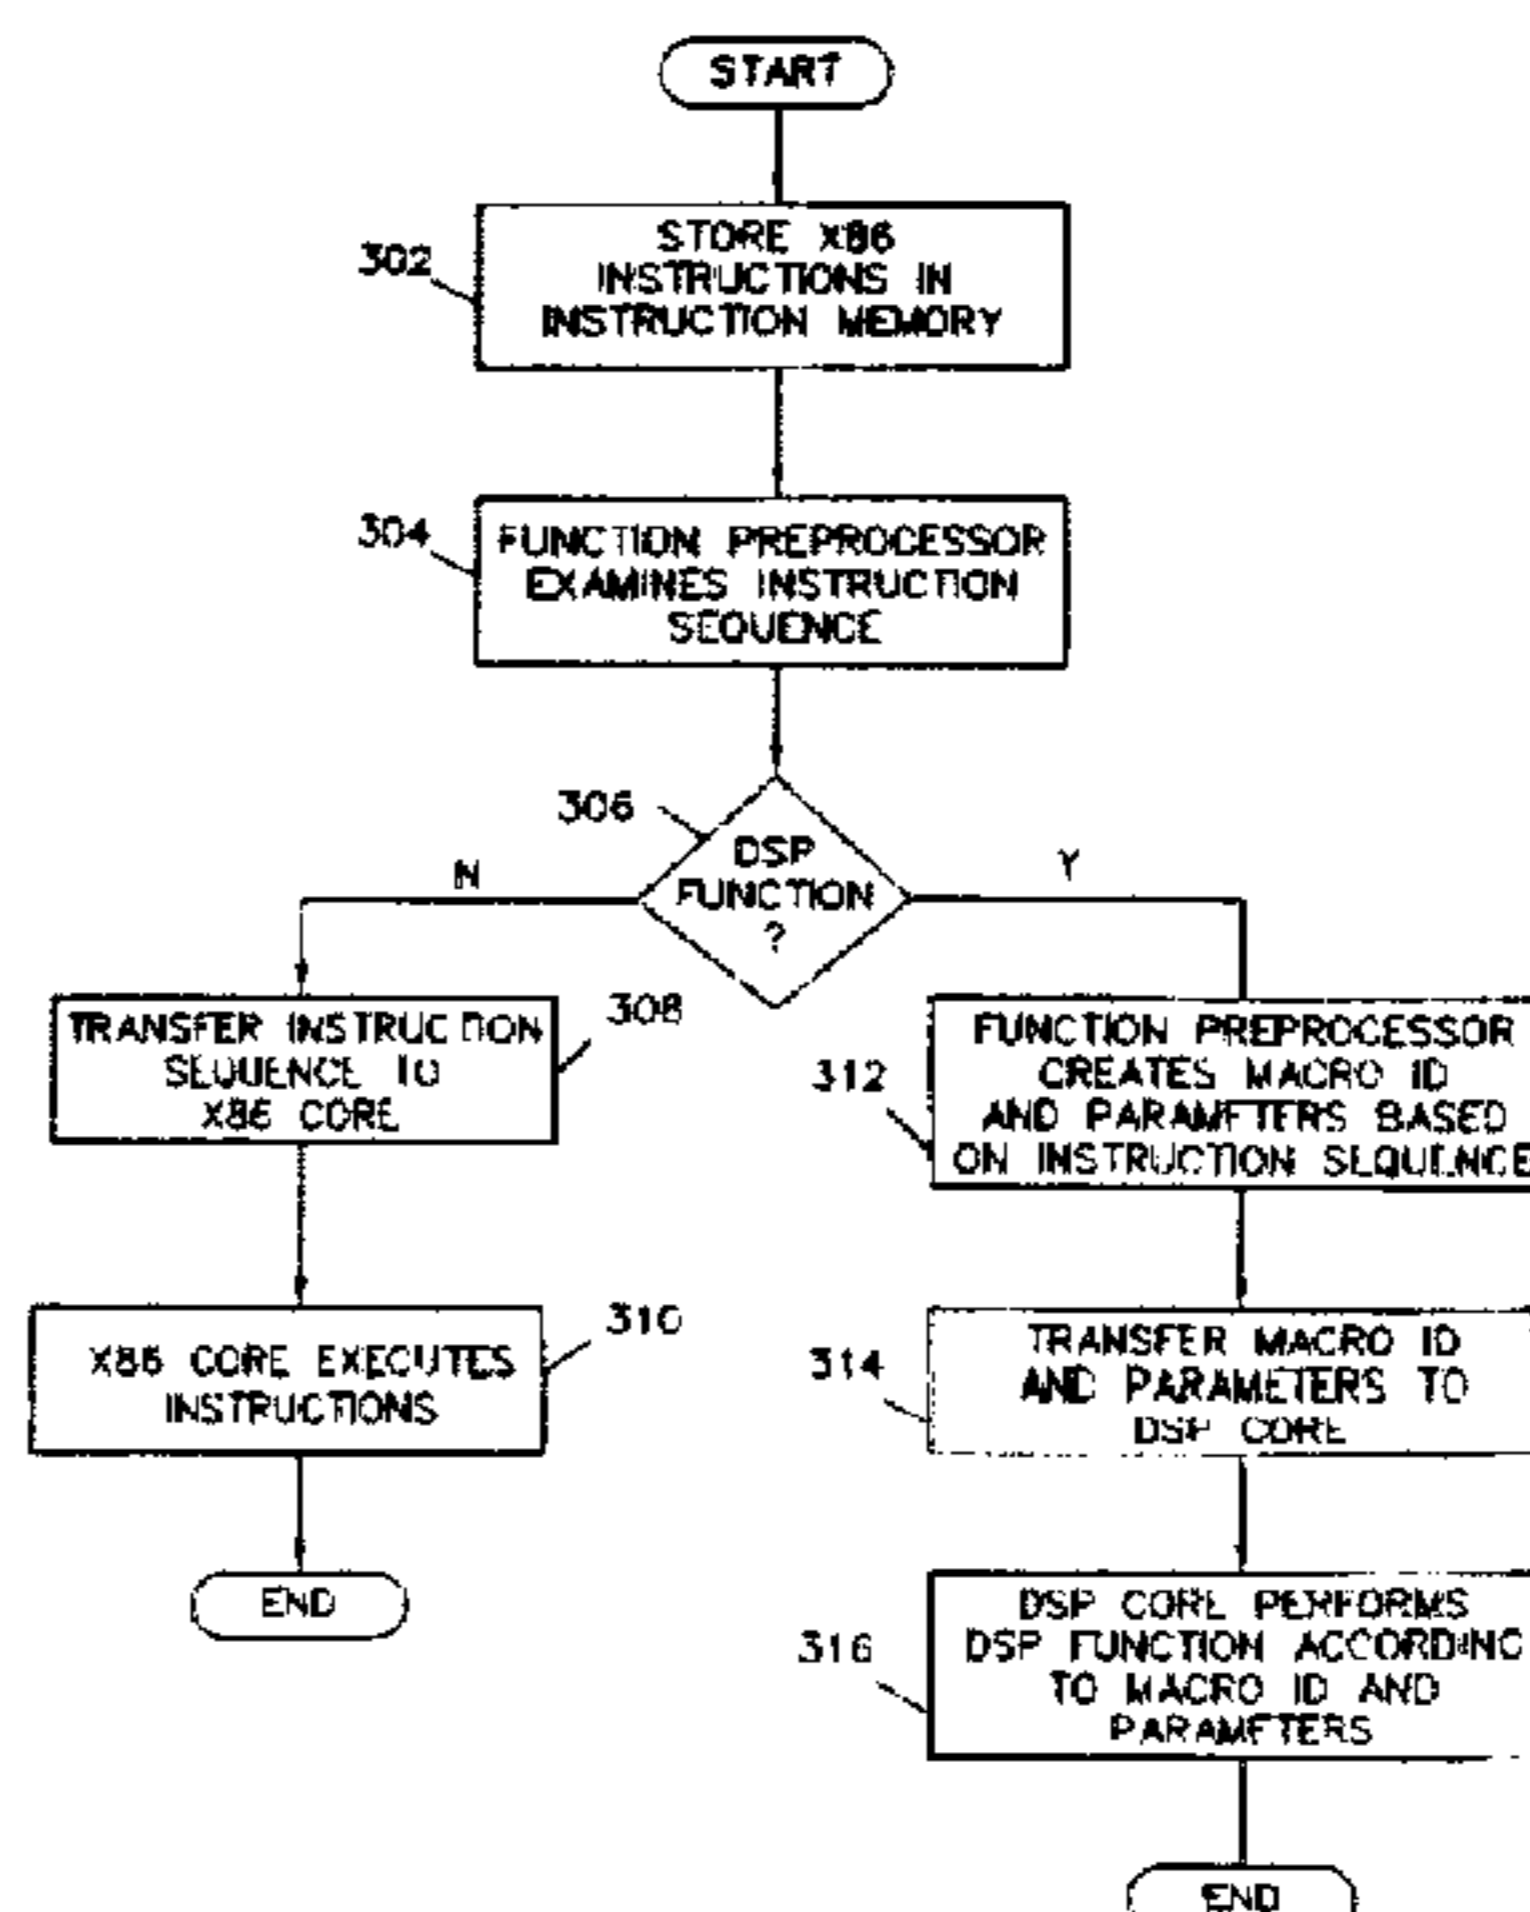 START
302
STORE X86
INSTRUCTIONS IN
INSTRUCTION MEMORY
304
FUNCTION PREPROCESSOR
EXAMINES INSTRUCTION
SEQUENCE
306
DSP
FUNCTION
?
N
Y
TRANSFER INSTRUCTION
SEQUENCE TO
X86 CORE
308
312
FUNCTION PREPROCESSOR
CREATES MACRO ID
AND PARAMETERS BASED
ON INSTRUCTION SEQUENCE
X86 CORE EXECUTES
INSTRUCTIONS
310
314
TRANSFER MACRO ID
AND PARAMETERS TO
DSP CORE
END
316
DSP CORE PERFORMS
DSP FUNCTION ACCORDING
TO MACRO ID AND
PARAMETERS
END